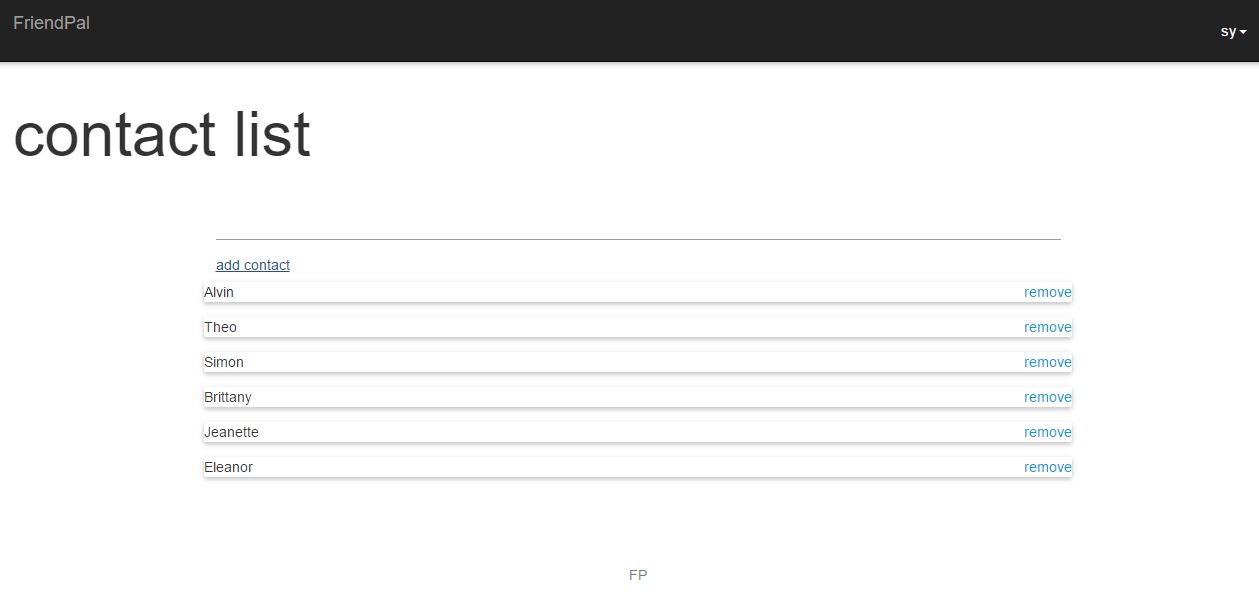 FriendPal
sy
contact list
add contact
Alvin remove
Theo remove
Simon remove
Brittany remove
Jeanette remove
Eleanor remove
FP